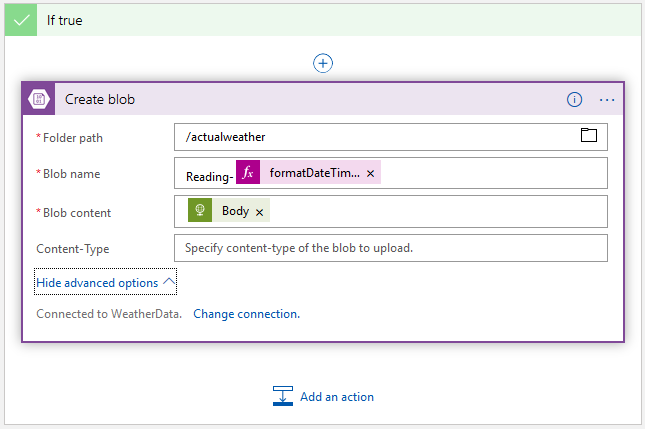 If true
Create blob
* Folder path
/actualweather
* Blob name
Reading- fx formatDateTim... ×
* Blob content
Body ×
Content-Type
Specify content-type of the blob to upload.
Hide advanced options
Connected to WeatherData. Change connection.
Add an action